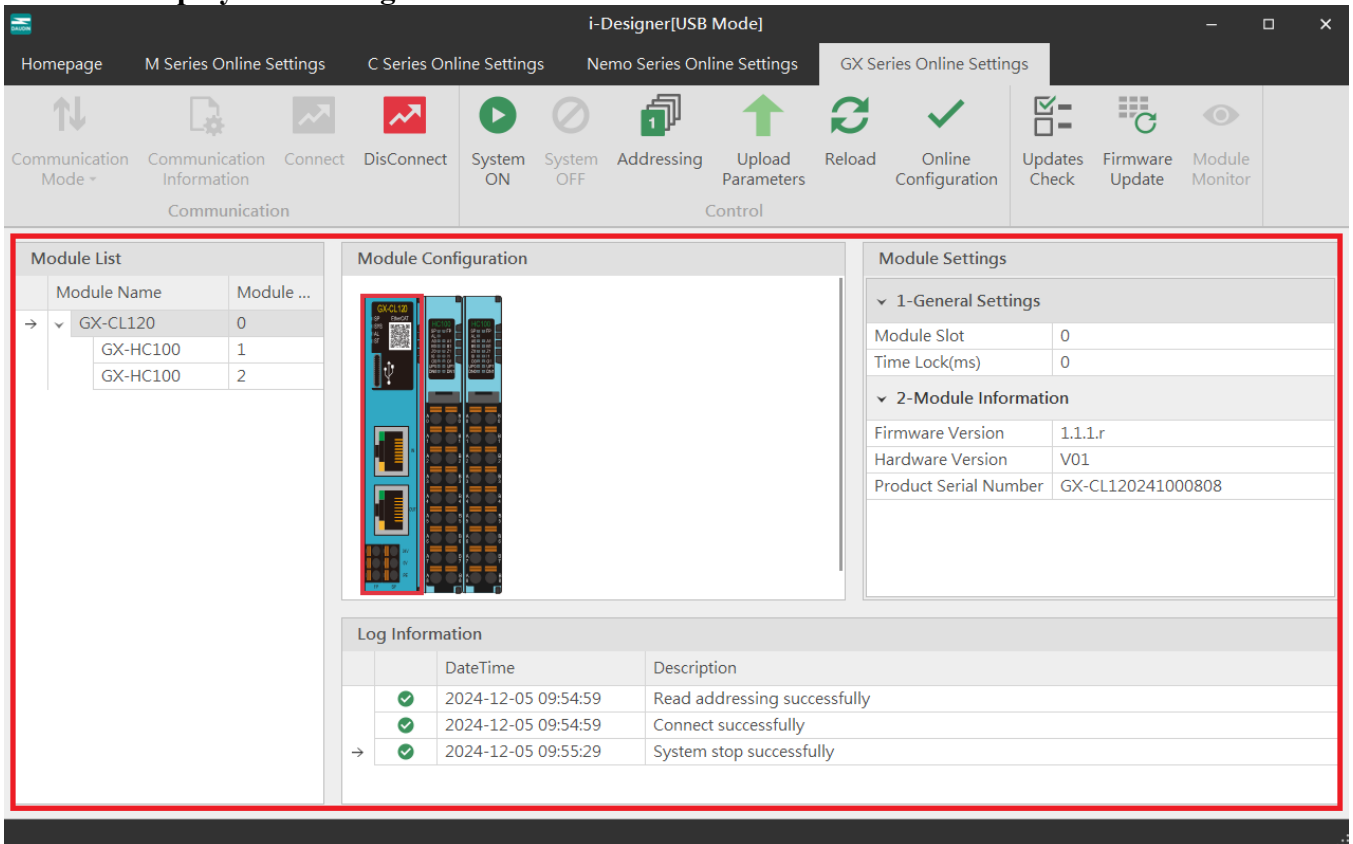 i-Designer[USB Mode]
Homepage M Series Online Settings C Series Online Settings Nemo Series Online Settings GX Series Online Settings
Communication Mode
Communication Information
Connect
DisConnect
System ON
System OFF
Addressing
Upload Parameters
Reload
Online Configuration
Updates Check
Firmware Update
Module Monitor
Communication
Control
Module List
Module Name Module ...
GX-CL120 0
GX-HC100 1
GX-HC100 2
Module Configuration
GX-CL120
EtherCAT
HC100
HC100
Module Settings
1-General Settings
Module Slot 0
Time Lock(ms) 0
2-Module Information
Firmware Version 1.1.1.r
Hardware Version V01
Product Serial Number GX-CL120241000808
Log Information
DateTime Description
2024-12-05 09:54:59 Read addressing successfully
2024-12-05 09:54:59 Connect successfully
2024-12-05 09:55:29 System stop successfully